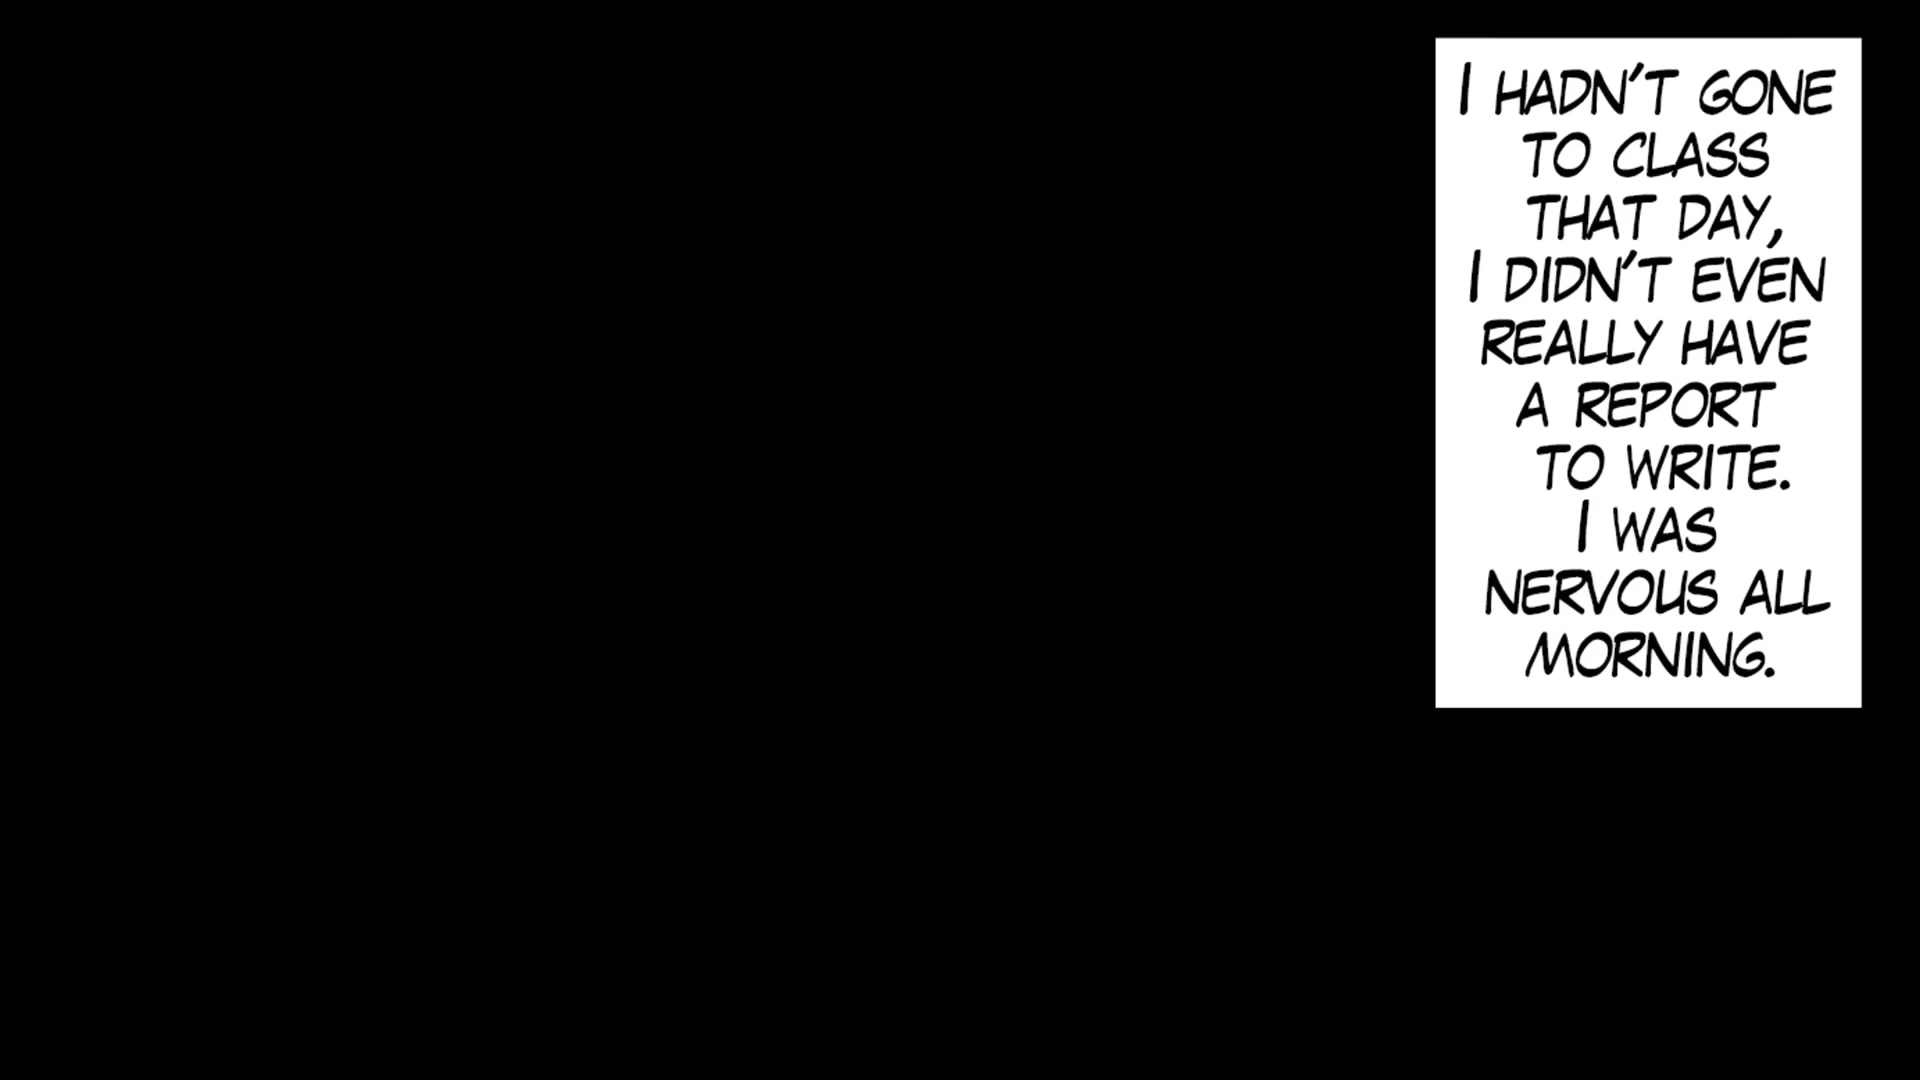 I HADN'T GONE
TO CLASS
THAT DAY,
I DIDN'T EVEN
REALLY HAVE
A REPORT
TO WRITE.
I WAS
NERVOUS ALL
MORNING.